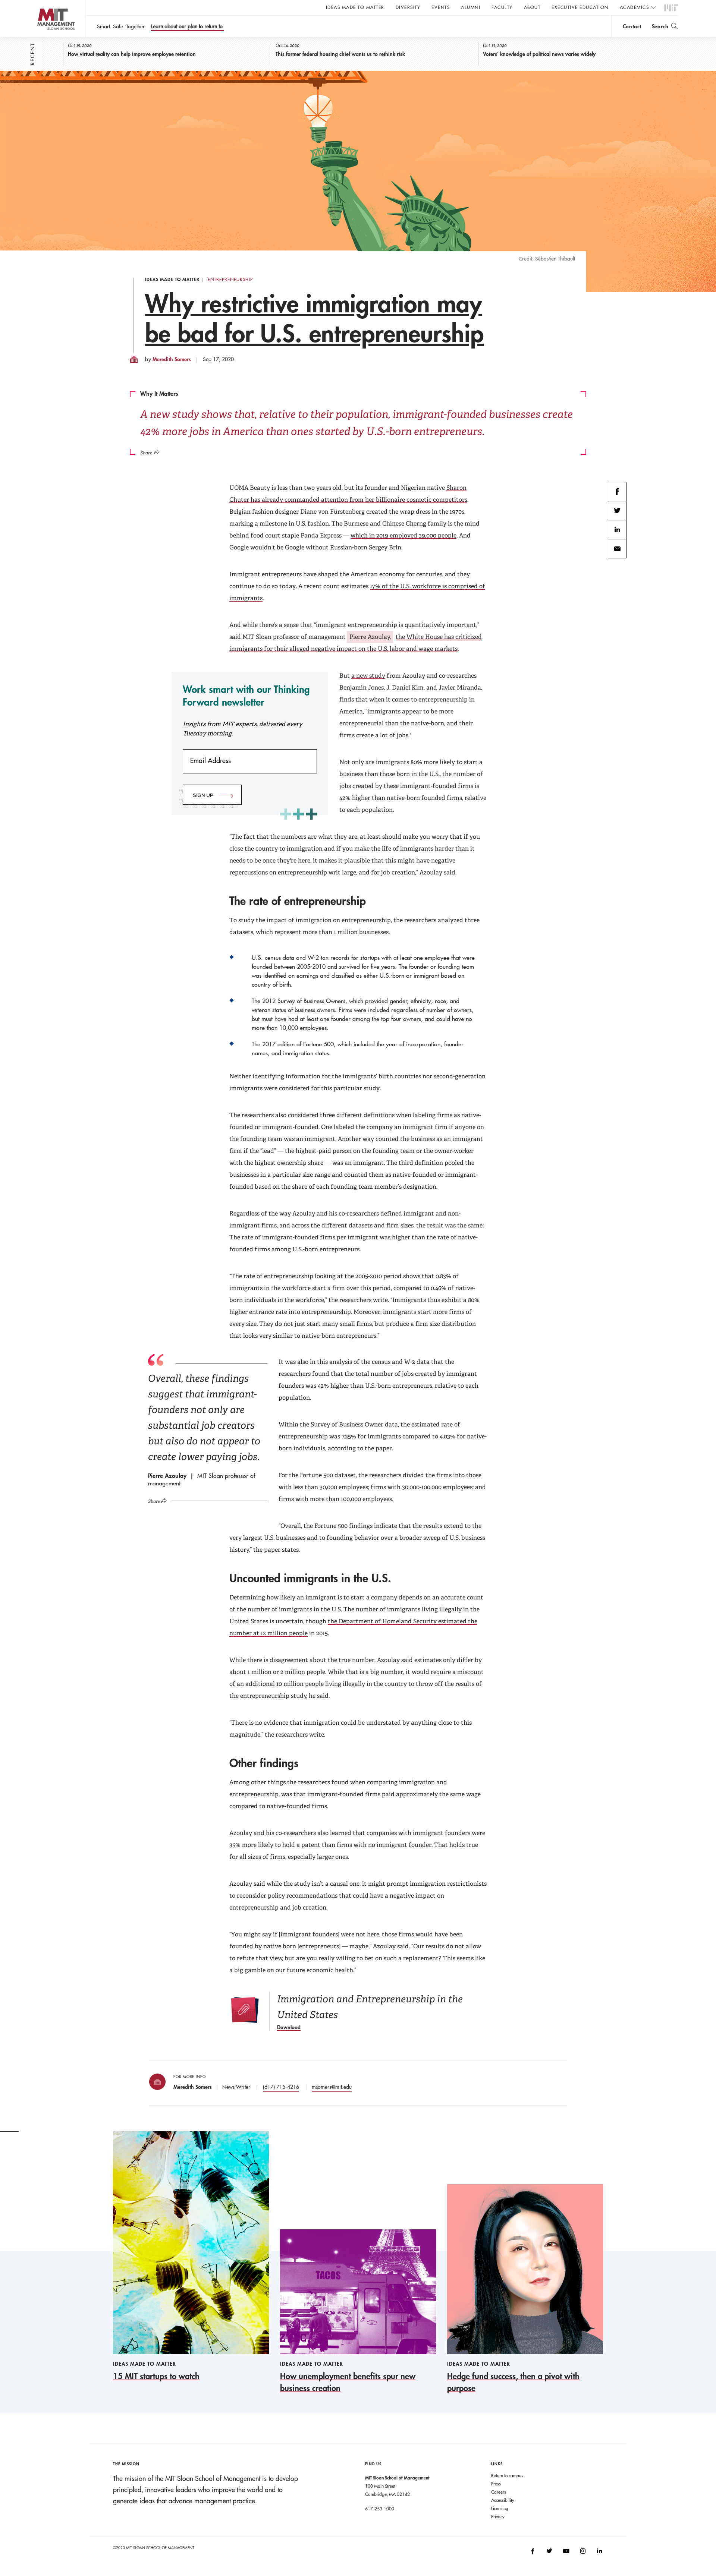 IDEAS MADE TO MATTER DIVERSITY EVENTS ALUMNI FACULTY ABOUT EXECUTIVE EDUCATION ACADEMICS MIT
MIT
MANAGEMENT
SLOAN SCHOOL
Smart. Safe. Together. Learn about our plan to return to
Contact Search
RECENT
Oct 15, 2020
How virtual reality can help improve employee retention
Oct 14, 2020
This former federal housing chief wants us to rethink risk
Oct 13, 2020
Voters' knowledge of political news varies widely
Credit: Sébastien Thibault
IDEAS MADE TO MATTER | ENTREPRENEURSHIP
Why restrictive immigration may
be bad for U.S. entrepreneurship
by Meredith Somers | Sep 17, 2020
Why It Matters
A new study shows that, relative to their population, immigrant-founded businesses create
42% more jobs in America than ones started by U.S.-born entrepreneurs.
Share
UOMA Beauty is less than two years old, but its founder and Nigerian native Sharon
Chuter has already commanded attention from her billionaire cosmetic competitors.
Belgian fashion designer Diane von Fürstenberg created the wrap dress in the 1970s,
marking a milestone in U.S. fashion. The Burmese and Chinese Cherng family is the mind
behind food court staple Panda Express — which in 2019 employed 39,000 people. And
Google wouldn't be Google without Russian-born Sergey Brin.
Immigrant entrepreneurs have shaped the American economy for centuries, and they
continue to do so today. A recent count estimates 17% of the U.S. workforce is comprised of
immigrants.
And while there's a sense that "immigrant entrepreneurship is quantitatively important,"
said MIT Sloan professor of management Pierre Azoulay, the White House has criticized
immigrants for their alleged negative impact on the U.S. labor and wage markets.
Work smart with our Thinking
Forward newsletter
Insights from MIT experts, delivered every
Tuesday morning.
Email Address
SIGN UP
But a new study from Azoulay and co-researches
Benjamin Jones, J. Daniel Kim, and Javier Miranda,
finds that when it comes to entrepreneurship in
America, "immigrants appear to be more
entrepreneurial than the native-born, and their
firms create a lot of jobs."
Not only are immigrants 80% more likely to start a
business than those born in the U.S., the number of
jobs created by these immigrant-founded firms is
42% higher than native-born founded firms, relative
to each population.
"The fact that the numbers are what they are, at least should make you worry that if you
close the country to immigration and if you make the life of immigrants harder than it
needs to be once they're here, it makes it plausible that this might have negative
repercussions on entrepreneurship writ large, and for job creation," Azoulay said.
The rate of entrepreneurship
To study the impact of immigration on entrepreneurship, the researchers analyzed three
datasets, which represent more than 1 million businesses.
U.S. census data and W-2 tax records for startups with at least one employee that were
founded between 2005-2010 and survived for five years. The founder or founding team
was identified on earnings and classified as either U.S.-born or immigrant based on
country of birth.
The 2012 Survey of Business Owners, which provided gender, ethnicity, race, and
veteran status of business owners. Firms were included regardless of number of owners,
but must have had at least one founder among the top four owners, and could have no
more than 10,000 employees.
The 2017 edition of Fortune 500, which included the year of incorporation, founder
names, and immigration status.
Neither identifying information for the immigrants' birth countries nor second-generation
immigrants were considered for this particular study.
The researchers also considered three different definitions when labeling firms as native-
founded or immigrant-founded. One labeled the company an immigrant firm if anyone on
the founding team was an immigrant. Another way counted the business as an immigrant
firm if the "lead" — the highest-paid person on the founding team or the owner-worker
with the highest ownership share — was an immigrant. The third definition pooled the
businesses in a particular size range and counted them as native-founded or immigrant-
founded based on the share of each founding team member's designation.
Regardless of the way Azoulay and his co-researchers defined immigrant and non-
immigrant firms, and across the different datasets and firm sizes, the result was the same:
The rate of immigrant-founded firms per immigrant was higher than the rate of native-
founded firms among U.S.-born entrepreneurs.
"The rate of entrepreneurship looking at the 2005-2010 period shows that 0.83% of
immigrants in the workforce start a firm over this period, compared to 0.46% of native-
born individuals in the workforce," the researchers write. "Immigrants thus exhibit a 80%
higher entrance rate into entrepreneurship. Moreover, immigrants start more firms of
every size. They do not just start many small firms, but produce a firm size distribution
that looks very similar to native-born entrepreneurs."
Overall, these findings
suggest that immigrant-
founders not only are
substantial job creators
but also do not appear to
create lower paying jobs.
Pierre Azoulay | MIT Sloan professor of
management
Share
It was also in this analysis of the census and W-2 data that the
researchers found that the total number of jobs created by immigrant
founders was 42% higher than U.S.-born entrepreneurs, relative to each
population.
Within the Survey of Business Owner data, the estimated rate of
entrepreneurship was 7.25% for immigrants compared to 4.03% for native-
born individuals, according to the paper.
For the Fortune 500 dataset, the researchers divided the firms into those
with less than 30,000 employees; firms with 30,000-100,000 employees; and
firms with more than 100,000 employees.
"Overall, the Fortune 500 findings indicate that the results extend to the
very largest U.S. businesses and to founding behavior over a broader sweep of U.S. business
history," the paper states.
Uncounted immigrants in the U.S.
Determining how likely an immigrant is to start a company depends on an accurate count
of the number of immigrants in the U.S. The number of immigrants living illegally in the
United States is uncertain, though the Department of Homeland Security estimated the
number at 12 million people in 2015.
While there is disagreement about the true number, Azoulay said estimates only differ by
about 1 million or 2 million people. While that is a big number, it would require a miscount
of an additional 10 million people living illegally in the country to throw off the results of
the entrepreneurship study, he said.
"There is no evidence that immigration could be understated by anything close to this
magnitude," the researchers write.
Other findings
Among other things the researchers found when comparing immigration and
entrepreneurship, was that immigrant-founded firms paid approximately the same wage
compared to native-founded firms.
Azoulay and his co-researchers also learned that companies with immigrant founders were
35% more likely to hold a patent than firms with no immigrant founder. That holds true
for all sizes of firms, especially larger ones.
Azoulay said while the study isn't a causal one, it might prompt immigration restrictionists
to reconsider policy recommendations that could have a negative impact on
entrepreneurship and job creation.
"You might say if [immigrant founders] were not here, those firms would have been
founded by native born [entrepreneurs] — maybe," Azoulay said. "Our results do not allow
to refute that view, but are you really willing to bet on such a replacement? This seems like
a big gamble on our future economic health."
Immigration and Entrepreneurship in the
United States
Download
FOR MORE INFO
Meredith Somers | News Writer | (617) 715-4216 | msomers@mit.edu
TACOS
IDEAS MADE TO MATTER
15 MIT startups to watch
IDEAS MADE TO MATTER
How unemployment benefits spur new
business creation
IDEAS MADE TO MATTER
Hedge fund success, then a pivot with
purpose
THE MISSION
The mission of the MIT Sloan School of Management is to develop
principled, innovative leaders who improve the world and to
generate ideas that advance management practice.
FIND US
MIT Sloan School of Management
100 Main Street
Cambridge, MA 02142
617-253-1000
LINKS
Return to campus
Press
Careers
Accessibility
Licensing
Privacy
©2020 MIT SLOAN SCHOOL OF MANAGEMENT